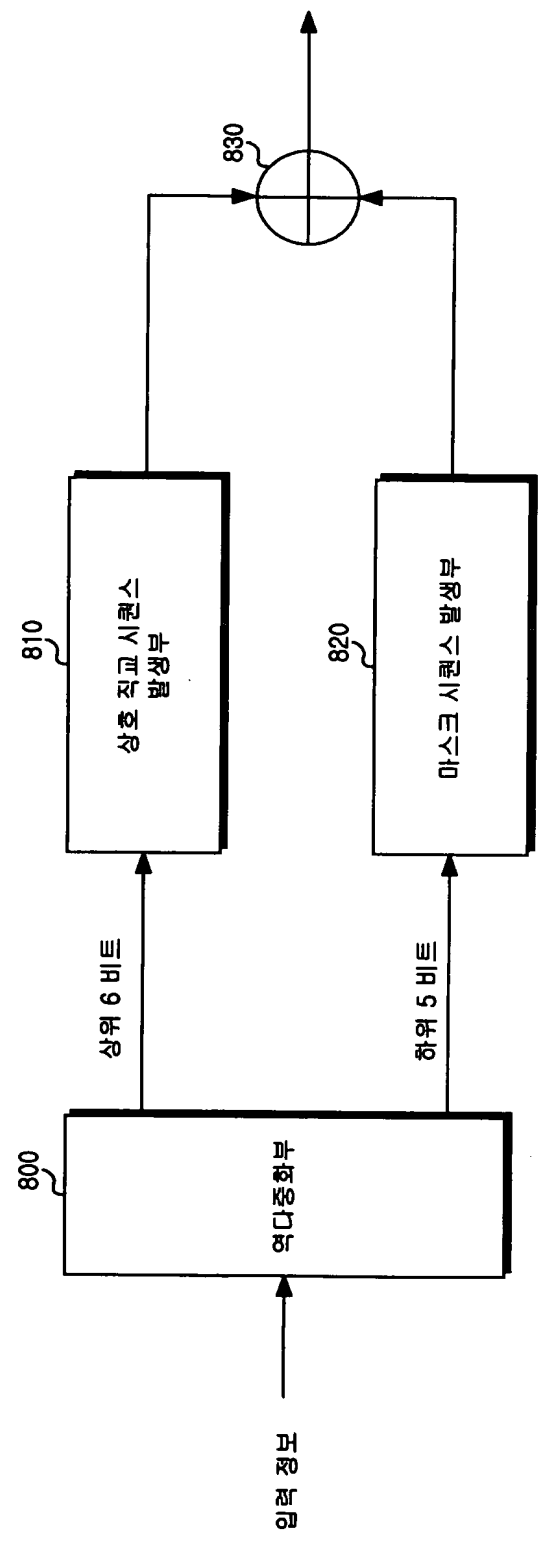 입력 정보
800
역다중화부
상위 6 비트
하위 5 비트
810
상호 직교 시퀀스
발생부
820
마스크 시퀀스 발생부
830